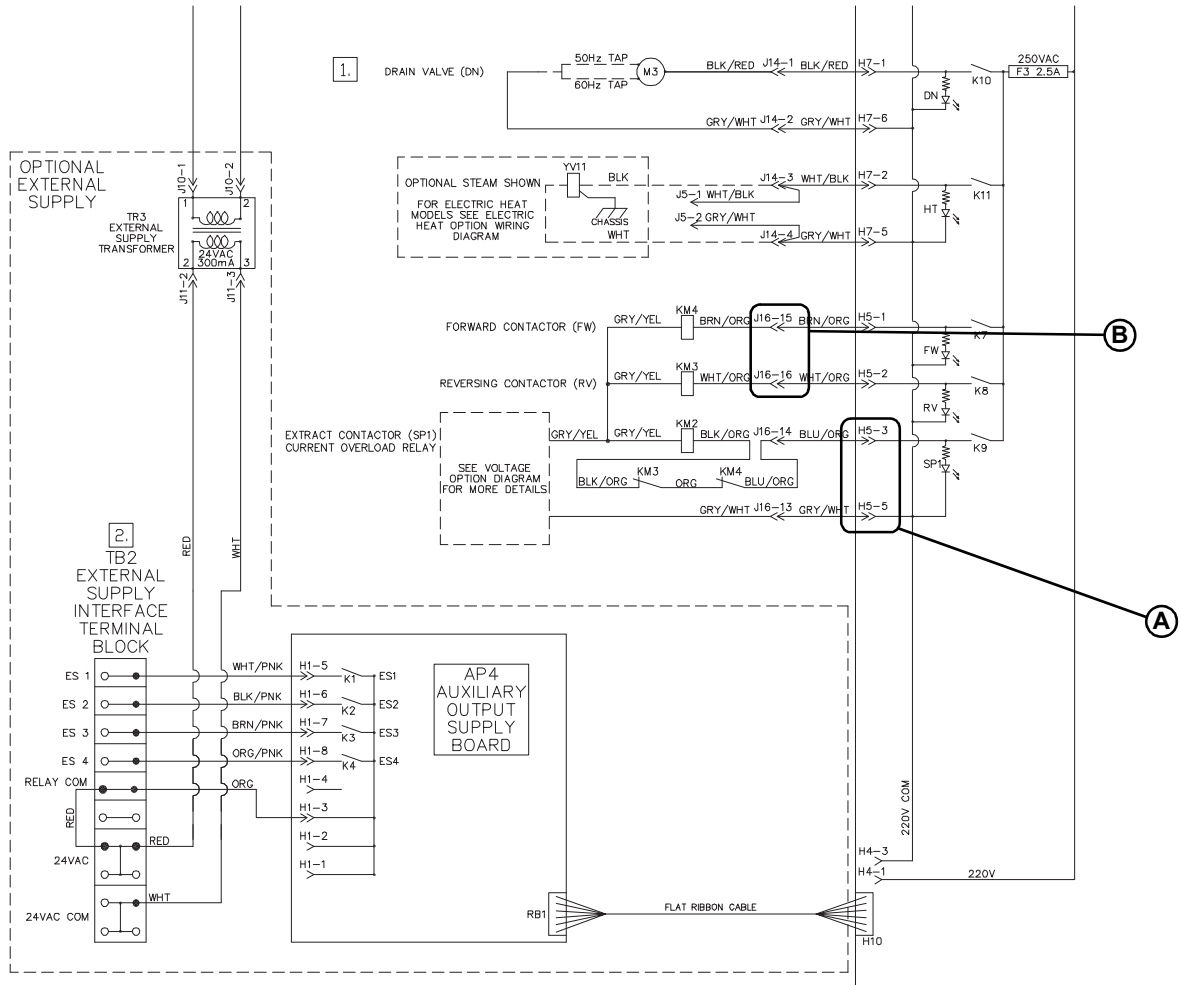 1.
DRAIN VALVE (DN)
50Hz TAP
60Hz TAP
M3
BLK/RED J14-1 BLK/RED H7-1
K10
250VAC
F3 2.5A
DN
GRY/WHT J14-2 GRY/WHT H7-6
OPTIONAL
EXTERNAL
SUPPLY
J10-1
J10-2
1
2
TR3
EXTERNAL
SUPPLY
TRANSFORMER
24VAC
2 300mA 3
J11-2
J11-3
OPTIONAL STEAM SHOWN
FOR ELECTRIC HEAT
MODELS SEE ELECTRIC
HEAT OPTION WIRING
DIAGRAM
YV11
BLK
CHASSIS
WHT
J14-3 WHT/BLK H7-2
J5-1 WHT/BLK
J5-2 GRY/WHT
J14-4 GRY/WHT H7-5
K11
HT
FORWARD CONTACTOR (FW)
GRY/YEL KM4 BRN/ORG J16-15 BRN/ORG H5-1
K7
FW
B
REVERSING CONTACTOR (RV)
GRY/YEL KM3 WHT/ORG J16-16 WHT/ORG H5-2
K8
RV
EXTRACT CONTACTOR (SP1)
CURRENT OVERLOAD RELAY
GRY/YEL GRY/YEL KM2 BLK/ORG J16-14 BLU/ORG H5-3
K9
SP1
SEE VOLTAGE
OPTION DIAGRAM
FOR MORE DETAILS
BLK/ORG KM3 ORG KM4 BLU/ORG
GRY/WHT J16-13 GRY/WHT H5-5
A
2.
TB2
EXTERNAL
SUPPLY
INTERFACE
TERMINAL
BLOCK
RED
WHT
ES 1
WHT/PNK H1-5
K1 ES1
ES 2
BLK/PNK H1-6
K2 ES2
ES 3
BRN/PNK H1-7
K3 ES3
ES 4
ORG/PNK H1-8
K4 ES4
RELAY COM
ORG
H1-4
H1-3
H1-2
H1-1
RED
RED
24VAC
WHT
24VAC COM
AP4
AUXILIARY
OUTPUT
SUPPLY
BOARD
RB1
FLAT RIBBON CABLE
H10
220V COM
H4-3
H4-1
220V